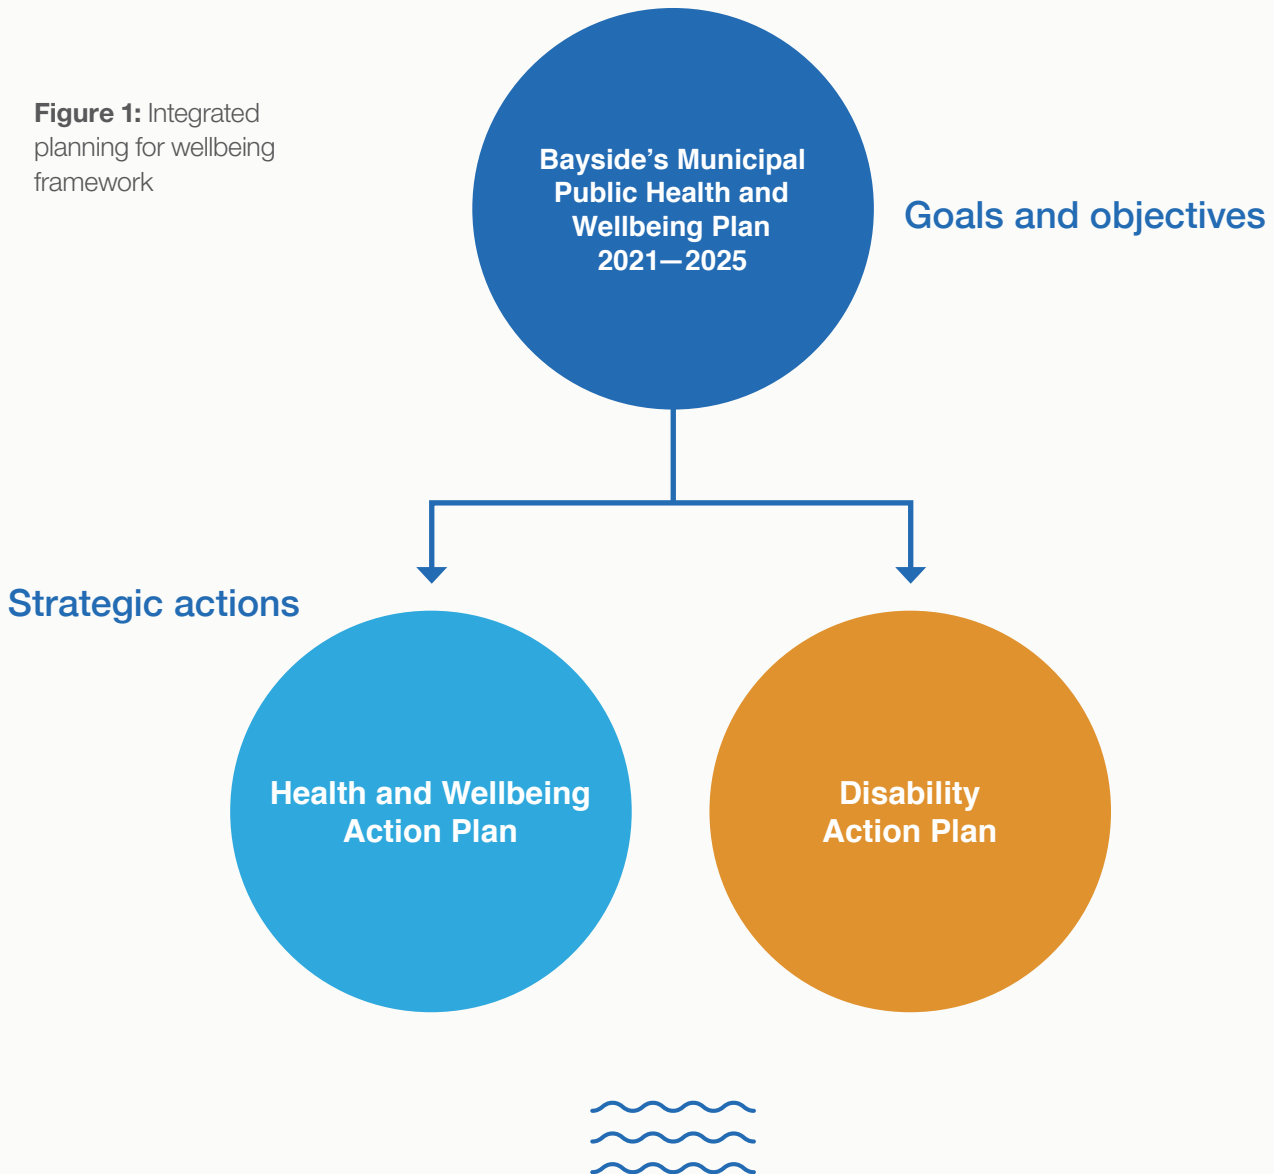 Figure 1: Integrated
planning for wellbeing
framework
Bayside’s Municipal
Public Health and
Wellbeing Plan
2021—2025
Goals and objectives
Strategic actions
Health and Wellbeing
Action Plan
Disability
Action Plan